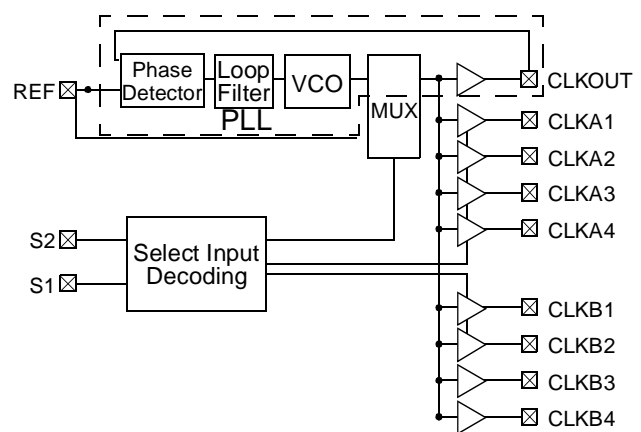 Phase
Detector
Loop
Filter
VCO
MUX
PLL
REF
CLKOUT
CLKA1
CLKA2
CLKA3
CLKA4
S2
S1
Select Input
Decoding
CLKB1
CLKB2
CLKB3
CLKB4